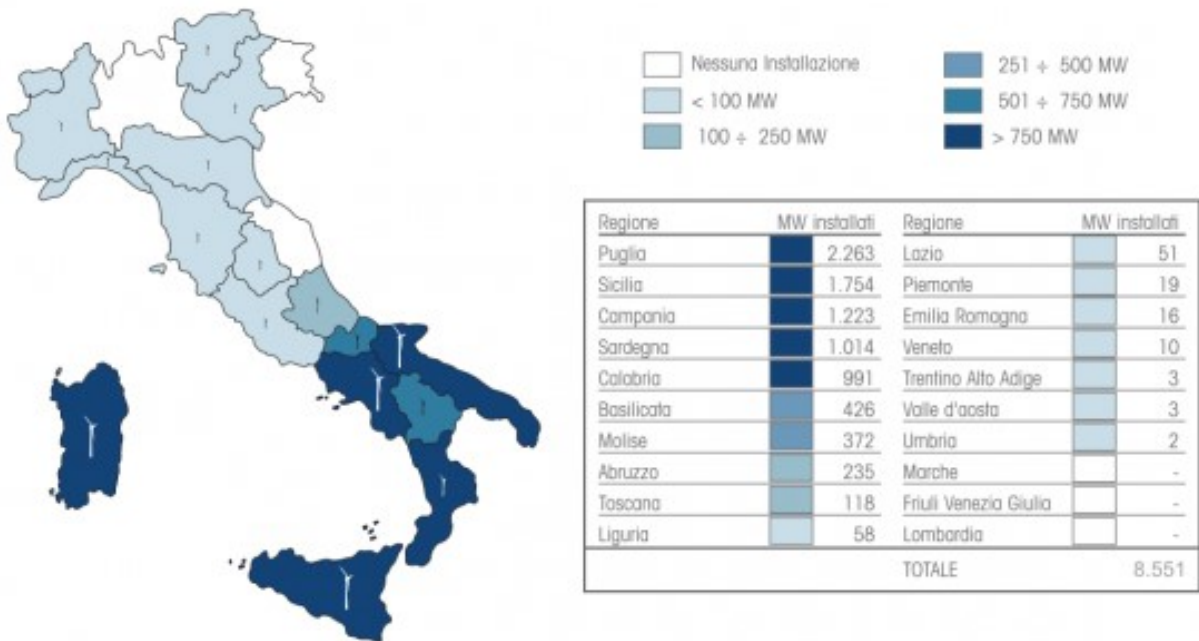 Nessuna Installazione
< 100 MW
100 ÷ 250 MW
251 ÷ 500 MW
501 ÷ 750 MW
> 750 MW
Regione MW installati Regione MW installati
Puglia 2.263 Lazio 51
Sicilia 1.754 Piemonte 19
Campania 1.223 Emilia Romagna 16
Sardegna 1.014 Veneto 10
Calabria 991 Trentino Alto Adige 3
Basilicata 426 Valle d'aosta 3
Molise 372 Umbria 2
Abruzzo 235 Marche -
Toscana 118 Friuli Venezia Giulia -
Liguria 58 Lombardia -
TOTALE 8.551